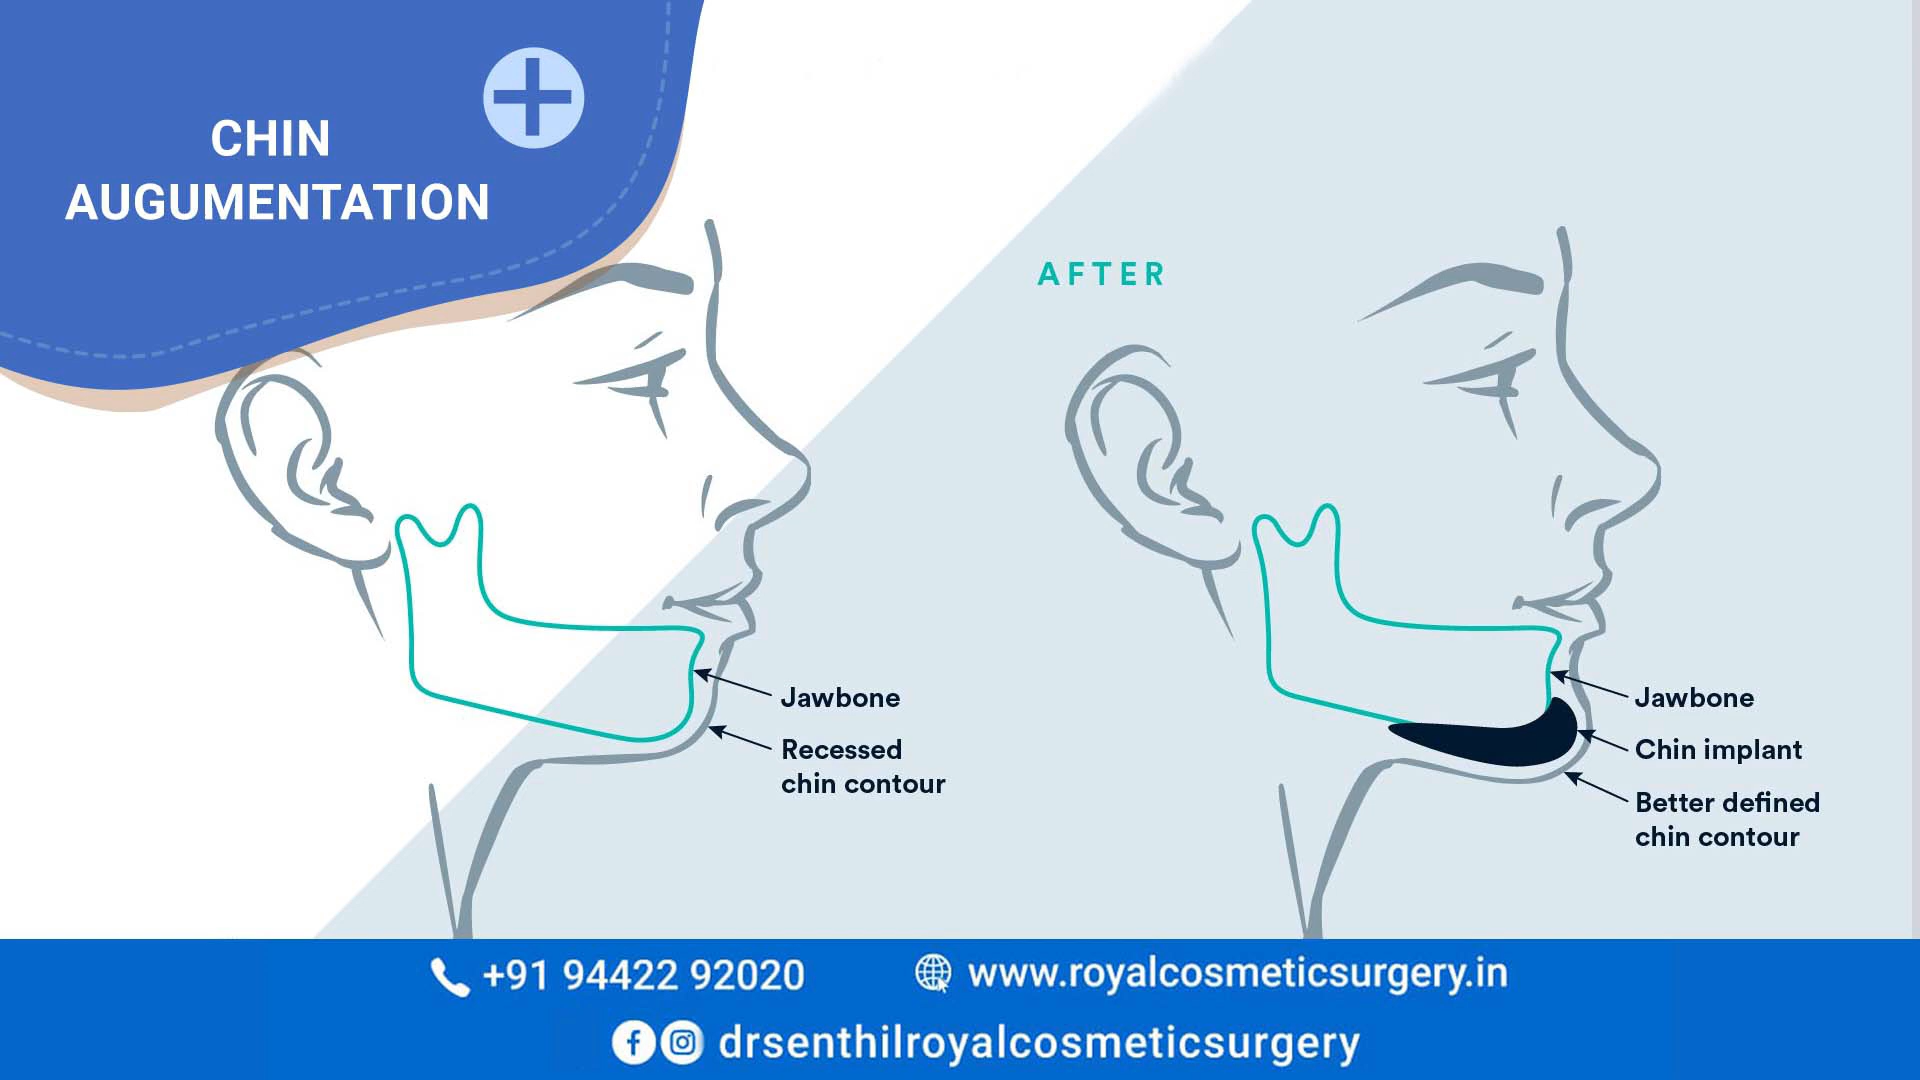 CHIN
AUGUMENTATION
AFTER
Jawbone
Recessed
chin contour
Jawbone
Chin implant
Better defined
chin contour
+91 94422 92020
www.royalcosmeticsurgery.in
drsenthilroyalcosmeticsurgery